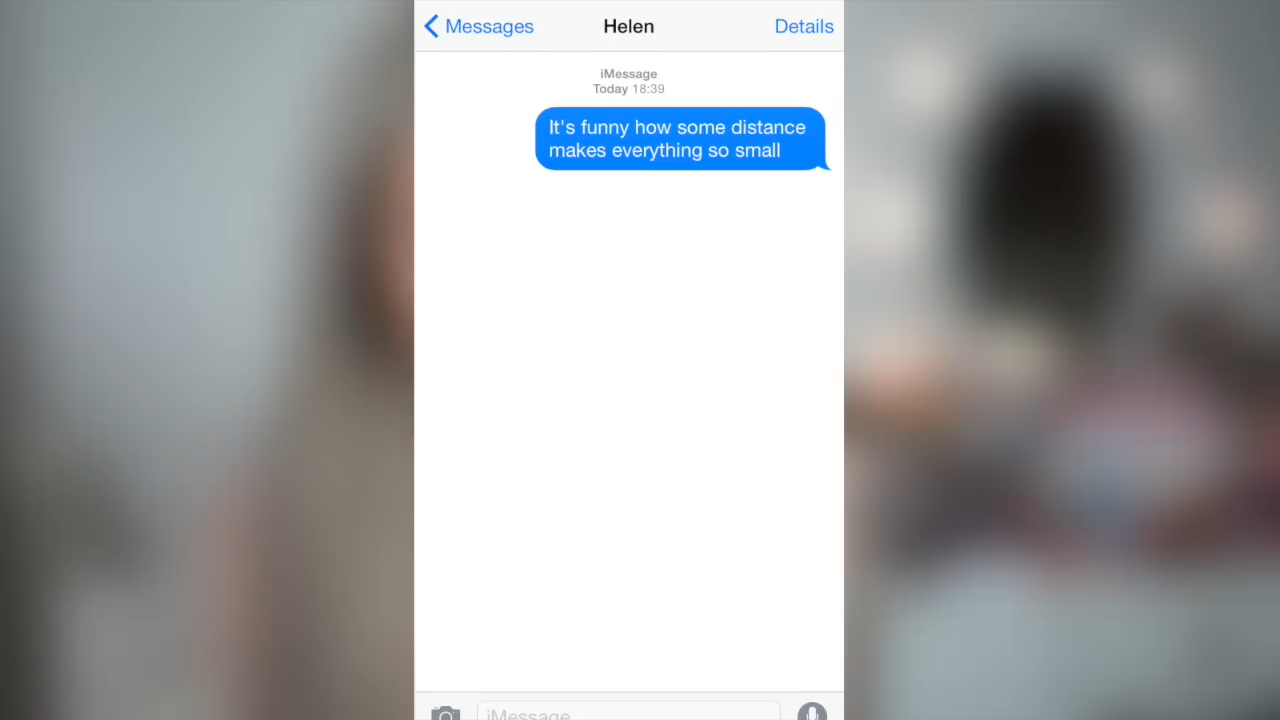 Messages Helen Details
iMessage
Today 18:39
It's funny how some distance
makes everything so small
iMessage